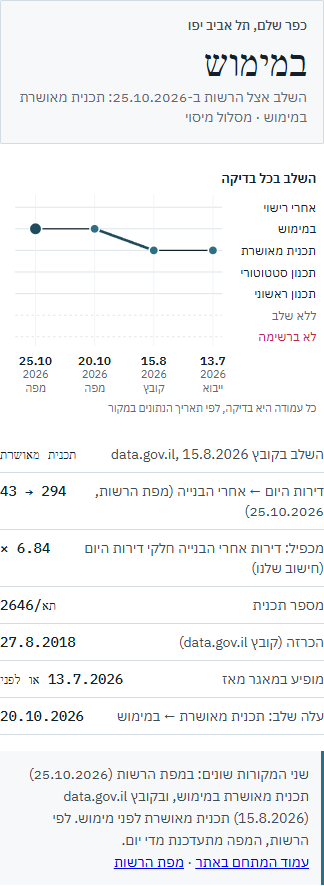 כפר שלם, תל אביב יפו
במימוש
השלב אצל הרשות ב-25.10.2026: תכנית מאושרת
במימוש · מסלול מיסוי
השלב בכל בדיקה
אחרי רישוי
במימוש
תכנית מאושרת
תכנון סטטוטורי
תכנון ראשוני
ללא שלב
לא ברשימה
13.7 15.8 20.10 25.10
2026 2026 2026 2026
ייבוא קובץ מפה מפה
כל עמודה היא בדיקה, לפי תאריך הנתונים במקור
השלב בקובץ data.gov.il, 15.8.2026 תכנית מאושרת
דירות היום ← אחרי הבנייה (מפת הרשות, 43 → 294
25.10.2026)
מכפיל: דירות אחרי הבנייה חלקי דירות היום × 6.84
(חישוב שלנו)
מספר תכנית תא/2646
הכרזה (קובץ data.gov.il) 27.8.2018
מופיע במאגר מאז 13.7.2026 או לפני
עלה שלב: תכנית מאושרת ← במימוש 20.10.2026
שני המקורות שונים: במפת הרשות (25.10.2026)
תכנית מאושרת במימוש, ובקובץ data.gov.il
(15.8.2026) תכנית מאושרת לפני מימוש. לפי
הרשות, המפה מתעדכנת מדי יום.
עמוד המתחם באתר · מפת הרשות